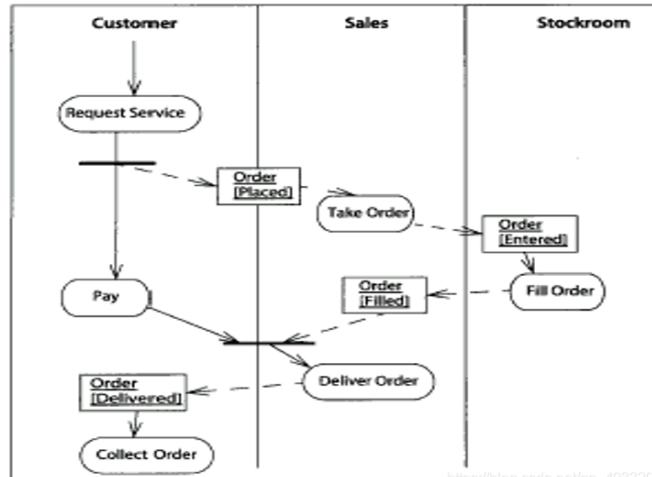 Customer
Sales
Stockroom
Request Service
Order
[Placed]
Take Order
Order
[Entered]
Pay
Order
[Filled]
Fill Order
Order
[Delivered]
Deliver Order
Collect Order